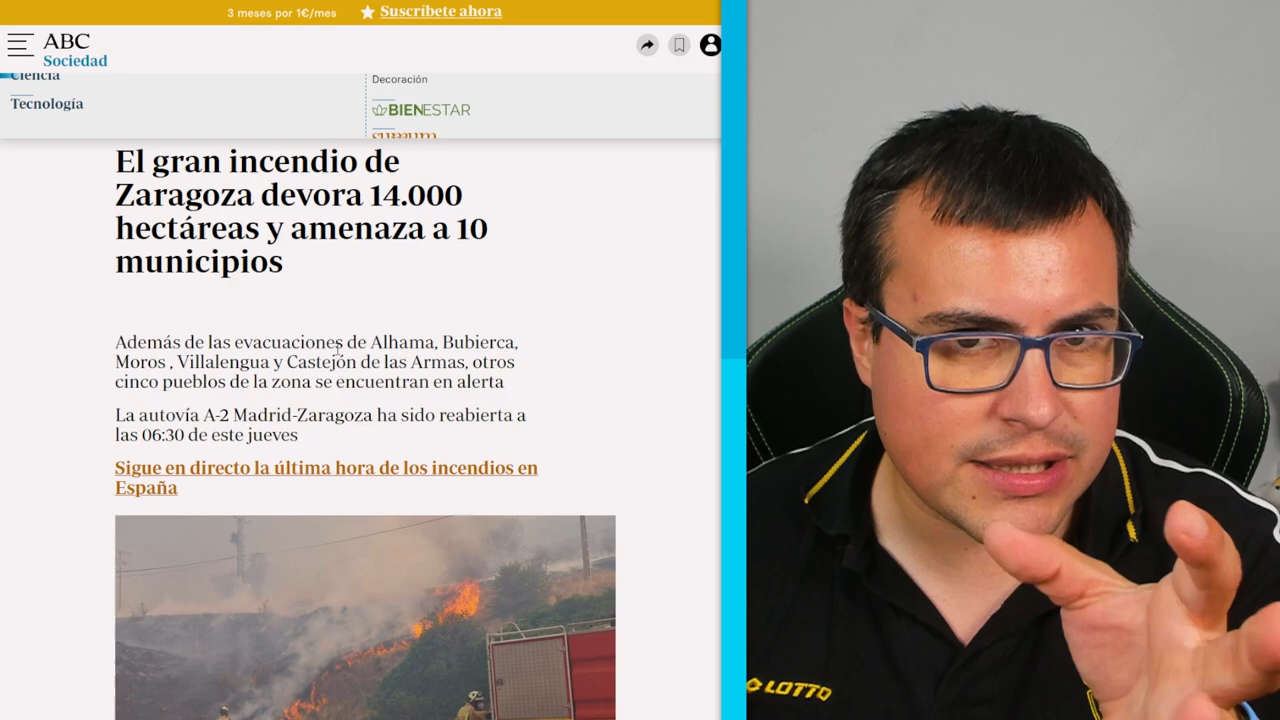 3 meses por 1€/mes
Suscríbete ahora
ABC
Sociedad
Ciencia
Tecnología
Decoración
BIENESTAR
summum
El gran incendio de
Zaragoza devora 14.000
hectáreas y amenaza a 10
municipios
Además de las evacuaciones de Alhama, Bubierca,
Moros , Villalengua y Castejón de las Armas, otros
cinco pueblos de la zona se encuentran en alerta
La autovía A-2 Madrid-Zaragoza ha sido reabierta a
las 06:30 de este jueves
Sigue en directo la última hora de los incendios en
España
LOTTO